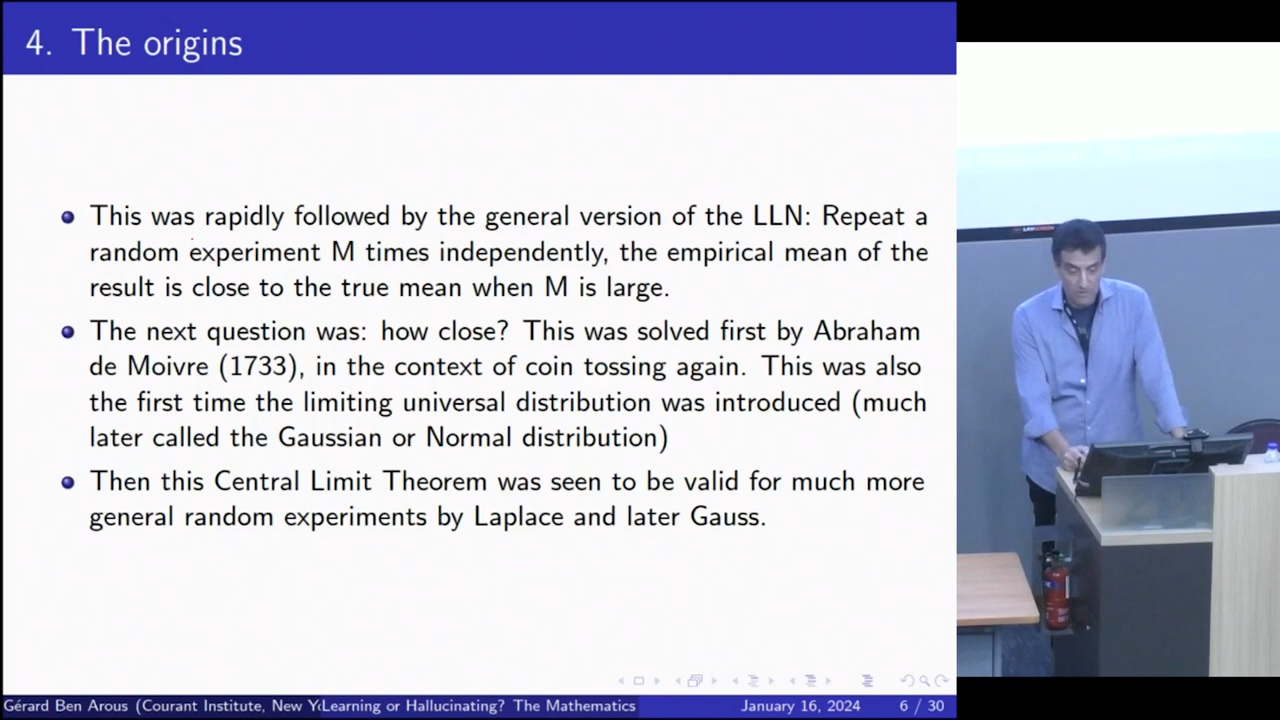 4. The origins
This was rapidly followed by the general version of the LLN: Repeat a
random experiment M times independently, the empirical mean of the
result is close to the true mean when M is large.
The next question was: how close? This was solved first by Abraham
de Moivre (1733), in the context of coin tossing again. This was also
the first time the limiting universal distribution was introduced (much
later called the Gaussian or Normal distribution)
Then this Central Limit Theorem was seen to be valid for much more
general random experiments by Laplace and later Gauss.
Gérard Ben Arous (Courant Institute, New Y Learning or Hallucinating? The Mathematics January 16, 2024 6 / 30